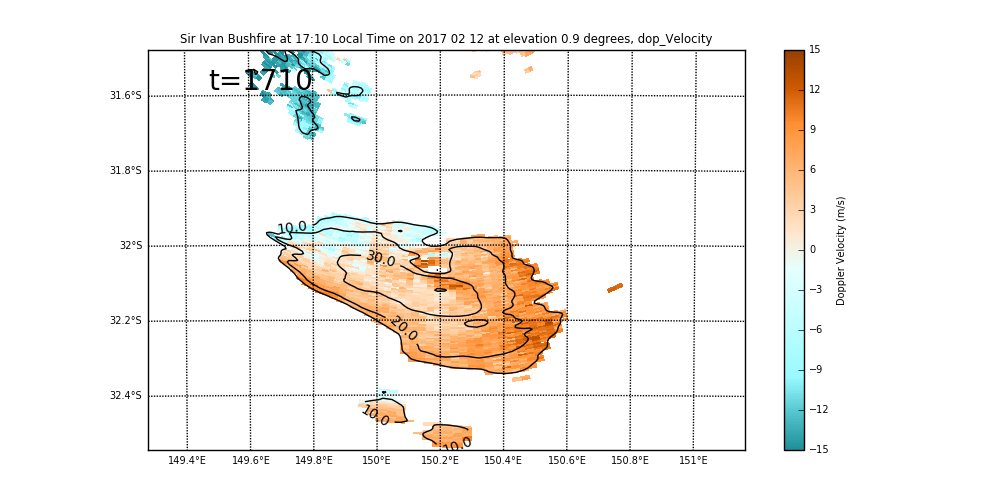 Sir Ivan Bushfire at 17:10 Local Time on 2017 02 12 at elevation 0.9 degrees, dop_Velocity
t=1710
31.6°S
31.8°S
32°S
32.2°S
32.4°S
10.0
30.0
20.0
10.0
10.0
149.4°E 149.6°E 149.8°E 150°E 150.2°E 150.4°E 150.6°E 150.8°E 151°E
15
12
9
6
3
0
−3
−6
−9
−12
−15
Doppler Velocity (m/s)